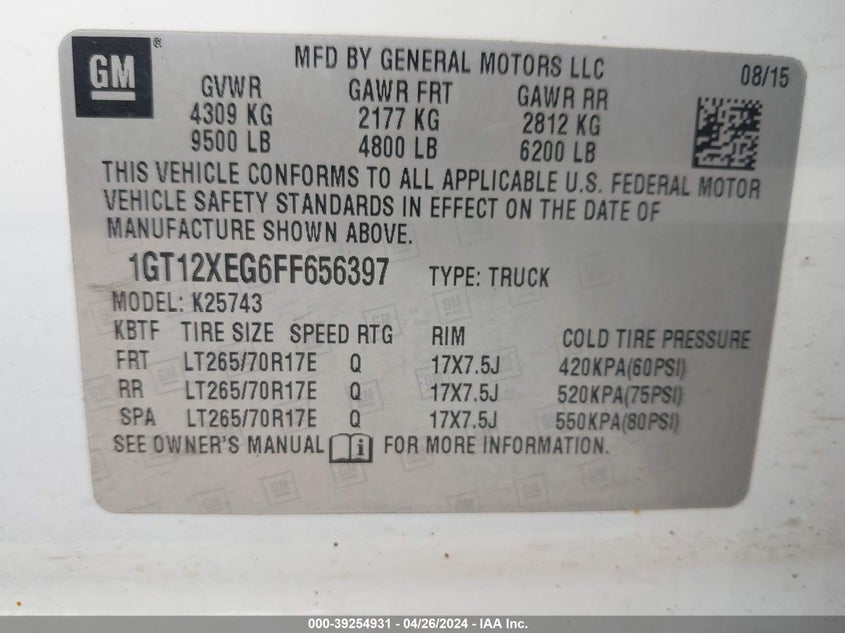 GM ®
MFD BY GENERAL MOTORS LLC 08/15
GVWR GAWR FRT GAWR RR
4309 KG 2177 KG 2812 KG
9500 LB 4800 LB 6200 LB
THIS VEHICLE CONFORMS TO ALL APPLICABLE U.S. FEDERAL MOTOR
VEHICLE SAFETY STANDARDS IN EFFECT ON THE DATE OF
MANUFACTURE SHOWN ABOVE.
1GT12XEG6FF656397 TYPE: TRUCK
MODEL: K25743
KBTF TIRE SIZE SPEED RTG RIM COLD TIRE PRESSURE
FRT LT265/70R17E Q 17X7.5J 420KPA(60PSI)
RR LT265/70R17E Q 17X7.5J 520KPA(75PSI)
SPA LT265/70R17E Q 17X7.5J 550KPA(80PSI)
SEE OWNER'S MANUAL i FOR MORE INFORMATION.
000-39254931 - 04/26/2024 - IAA Inc.